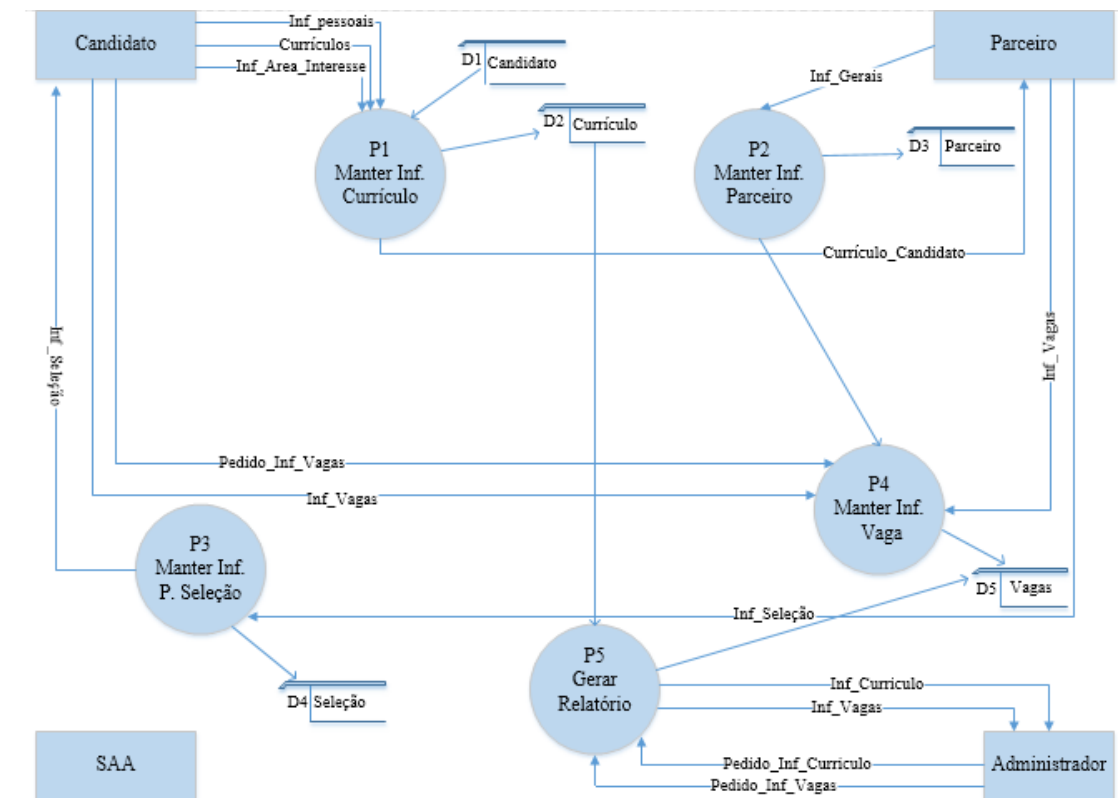 Inf_pessoais
Candidato
Currículos
Parceiro
Inf_Area_Interesse
D1
Candidato
Inf_Gerais
D2
Currículo
P1
Manter Inf.
Currículo
P2
Manter Inf.
Parceiro
D3
Parceiro
Currículo_Candidato
Inf_Seleção
Inf_Vagas
Pedido_Inf_Vagas
Inf_Vagas
P4
Manter Inf.
Vaga
P3
Manter Inf.
P. Seleção
D5
Vagas
Inf_Seleção
P5
Gerar
Relatório
D4
Seleção
Inf_Curriculo
Inf_Vagas
SAA
Pedido_Inf_Curriculo
Administrador
Pedido_Inf_Vagas